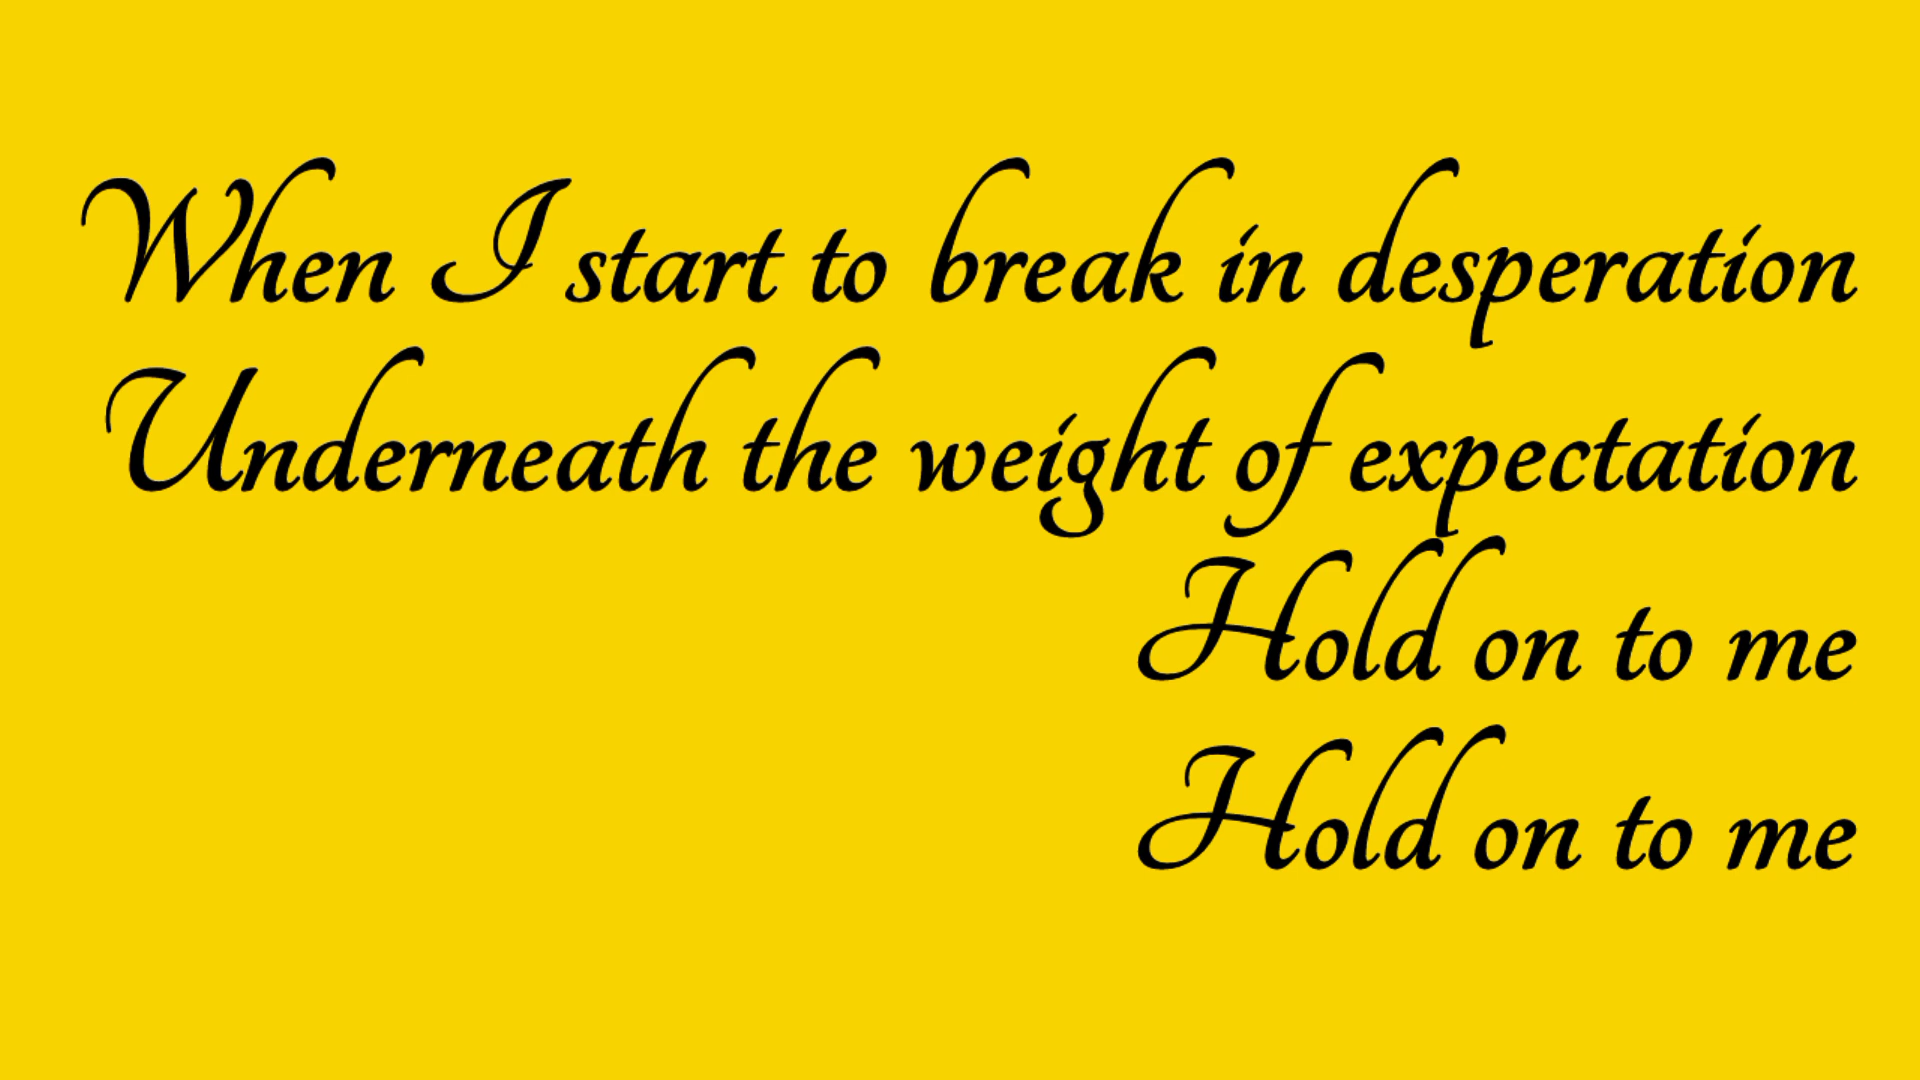 When I start to break in desperation
Underneath the weight of expectation
Hold on to me
Hold on to me